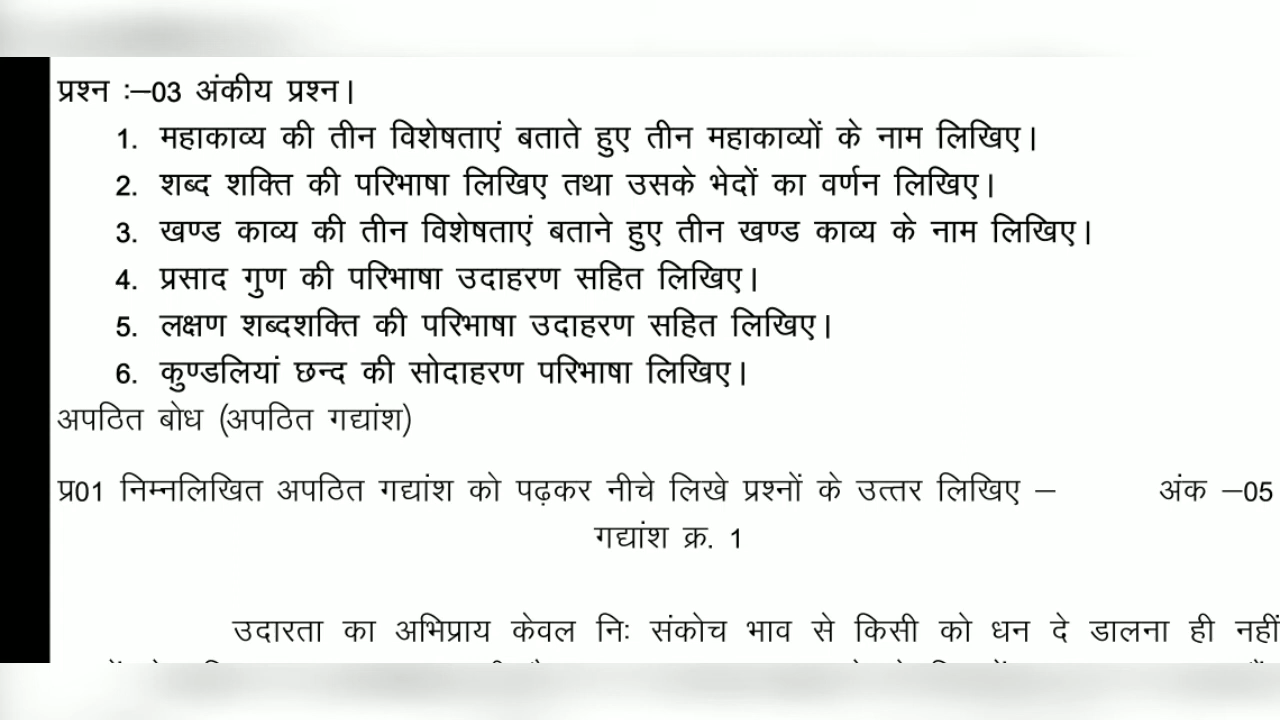 प्रश्न :–03 अंकीय प्रश्न।
1. महाकाव्य की तीन विशेषताएं बताते हुए तीन महाकाव्यों के नाम लिखिए।
2. शब्द शक्ति की परिभाषा लिखिए तथा उसके भेदों का वर्णन लिखिए।
3. खण्ड काव्य की तीन विशेषताएं बताने हुए तीन खण्ड काव्य के नाम लिखिए।
4. प्रसाद गुण की परिभाषा उदाहरण सहित लिखिए।
5. लक्षण शब्दशक्ति की परिभाषा उदाहरण सहित लिखिए।
6. कुण्डलियां छन्द की सोदाहरण परिभाषा लिखिए।
अपठित बोध (अपठित गद्यांश)
प्र01 निम्नलिखित अपठित गद्यांश को पढ़कर नीचे लिखे प्रश्नों के उत्तर लिखिए – अंक –05
गद्यांश क्र. 1
उदारता का अभिप्राय केवल निः संकोच भाव से किसी को धन दे डालना ही नहीं